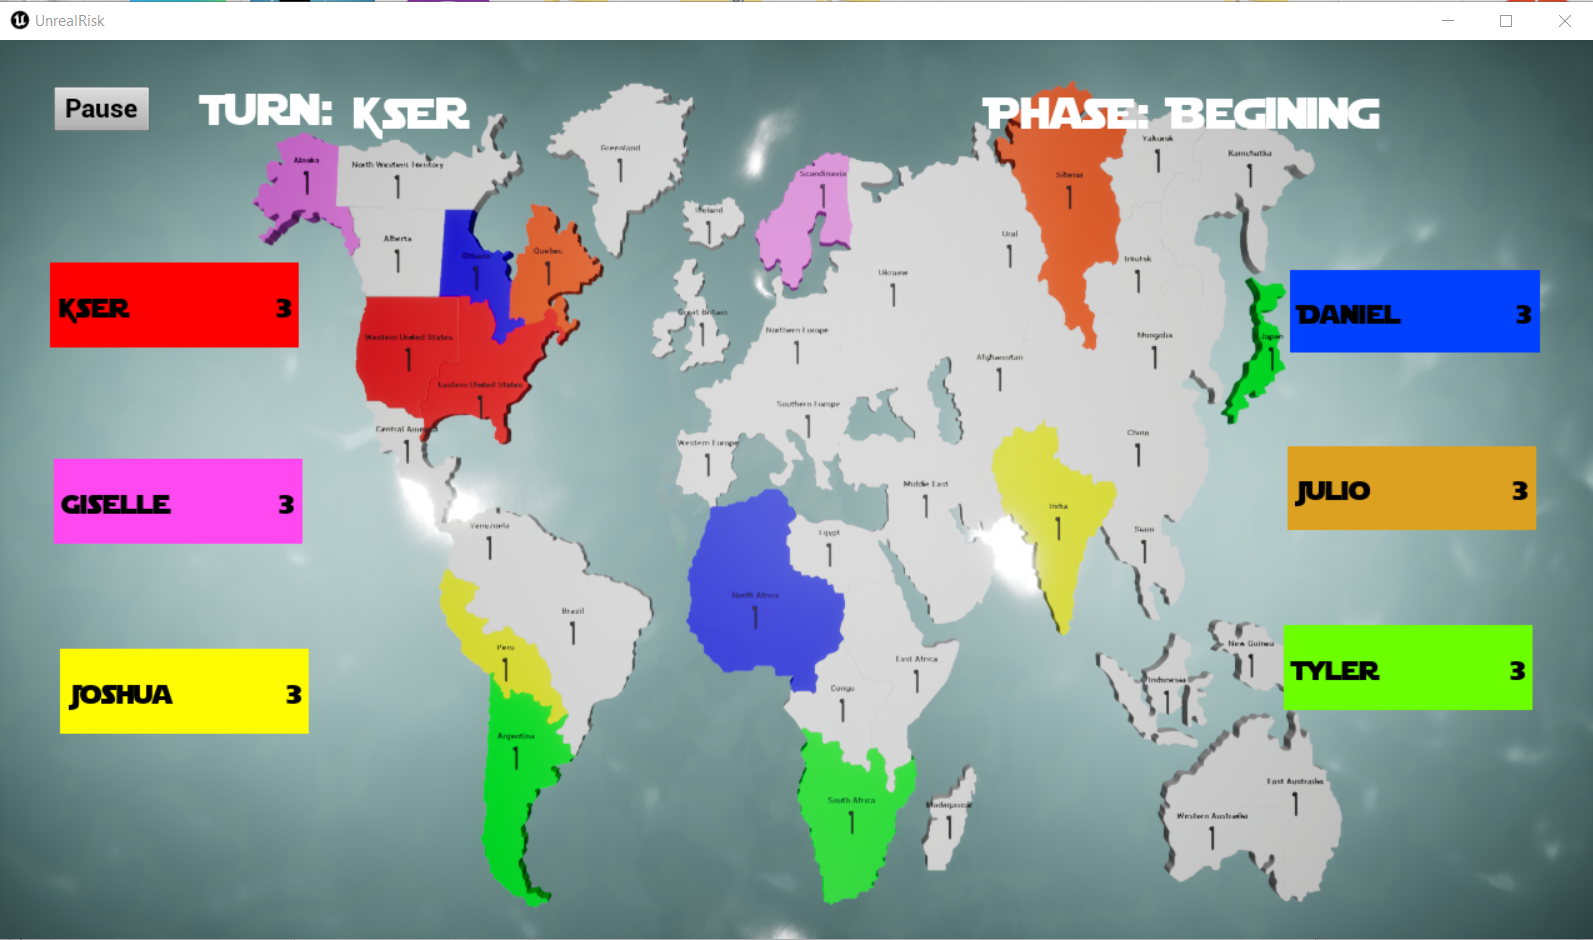 UnrealRisk
Pause
TURN: KSER
PHASE: BEGINING
Alaska
1
North Western Territory
1
Greenland
1
Alberta
1
Ontario
1
Quebec
1
Western United States
1
Eastern United States
1
Central America
1
Iceland
1
Scandinavia
1
Great Britain
1
Northern Europe
1
Southern Europe
1
Western Europe
1
Ukraine
1
Ural
1
Siberia
1
Yakutsk
1
Kamchatka
1
Irkutsk
1
Mongolia
1
Japan
1
Afghanistan
1
China
1
Middle East
1
India
1
Siam
1
Venezuela
1
Brazil
1
Peru
1
Argentina
1
North Africa
1
Egypt
1
East Africa
1
Congo
1
South Africa
1
Madagascar
1
Indonesia
1
New Guinea
1
Western Australia
1
East Australia
1
KSER 3
GISELLE 3
JOSHUA 3
DANIEL 3
JULIO 3
TYLER 3